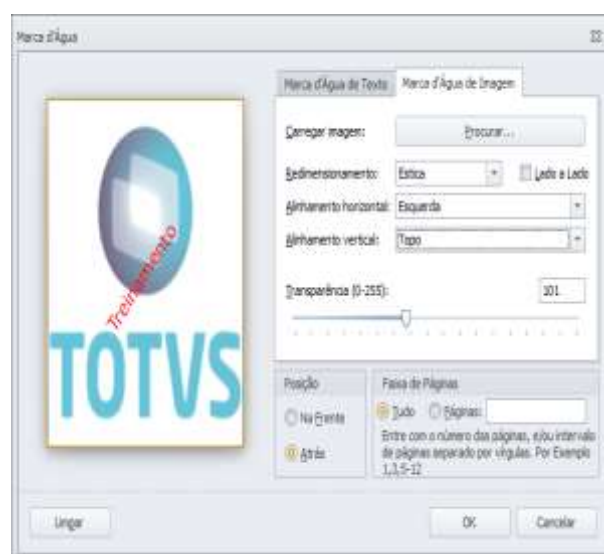 Marca d'Água
Marca d'Água de Texto Marca d'Água de Imagem
Carregar imagem: Procurar...
Redimensionamento: Estica Lado a Lado
Alinhamento horizontal: Esquerda
Alinhamento vertical: Topo
Transparência (0-255): 101
Treinamento
TOTVS
Posição
Na Frente
Atrás
Faixa de Páginas
Tudo Páginas:
Entre com o número das páginas, e/ou intervalo
de páginas separado por vírgulas. Por Exemplo
1,3,5-12
Limpar OK Cancelar